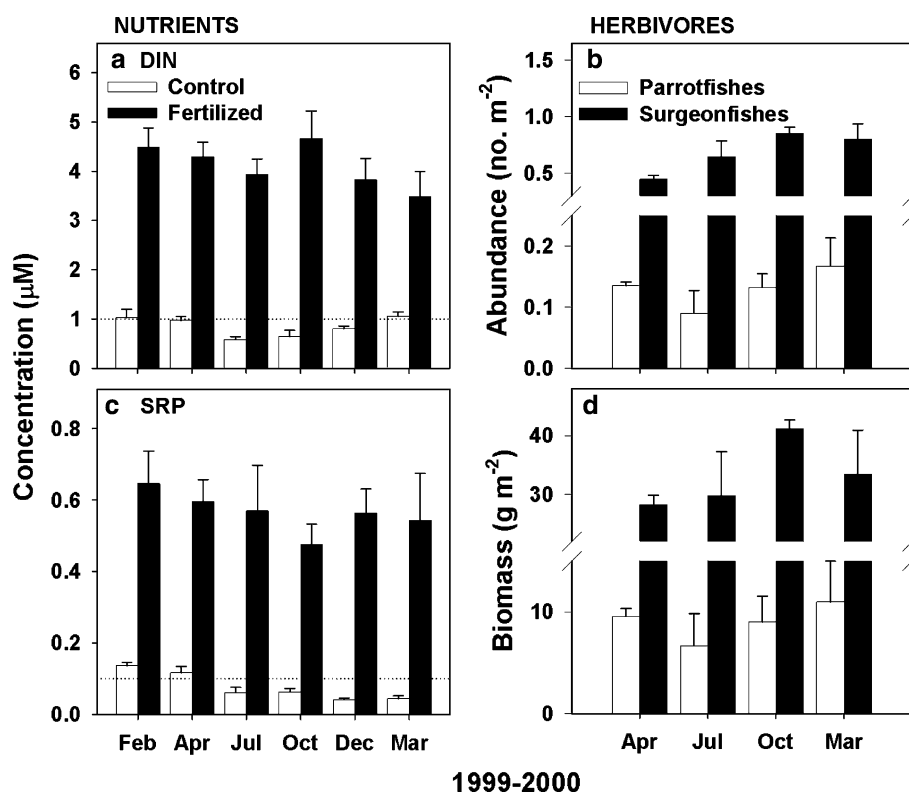 NUTRIENTS
a DIN
Control
Fertilized
6
5
4
3
2
1
0
Concentration (μM)
c SRP
0.8
0.6
0.4
0.2
0.0
Feb Apr Jul Oct Dec Mar
HERBIVORES
b
Parrotfishes
Surgeonfishes
1.5
1.0
0.5
0.2
0.1
0.0
Abundance (no. m-2)
d
40
30
10
0
Biomass (g m-2)
Apr Jul Oct Mar
1999-2000